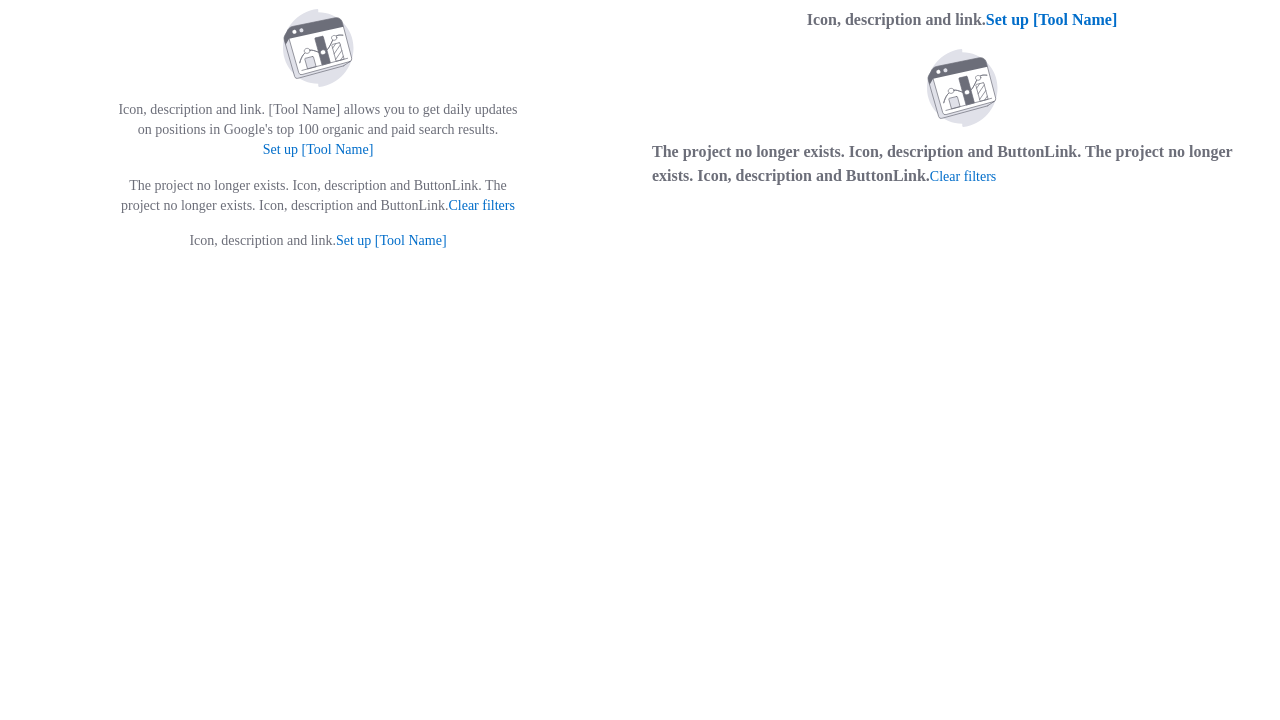 Icon, description and link. [Tool Name] allows you to get daily updates
on positions in Google's top 100 organic and paid search results.
Set up [Tool Name]
The project no longer exists. Icon, description and ButtonLink. The
project no longer exists. Icon, description and ButtonLink.Clear filters
Icon, description and link.Set up [Tool Name]
Icon, description and link.Set up [Tool Name]
The project no longer exists. Icon, description and ButtonLink. The project no longer
exists. Icon, description and ButtonLink.Clear filters